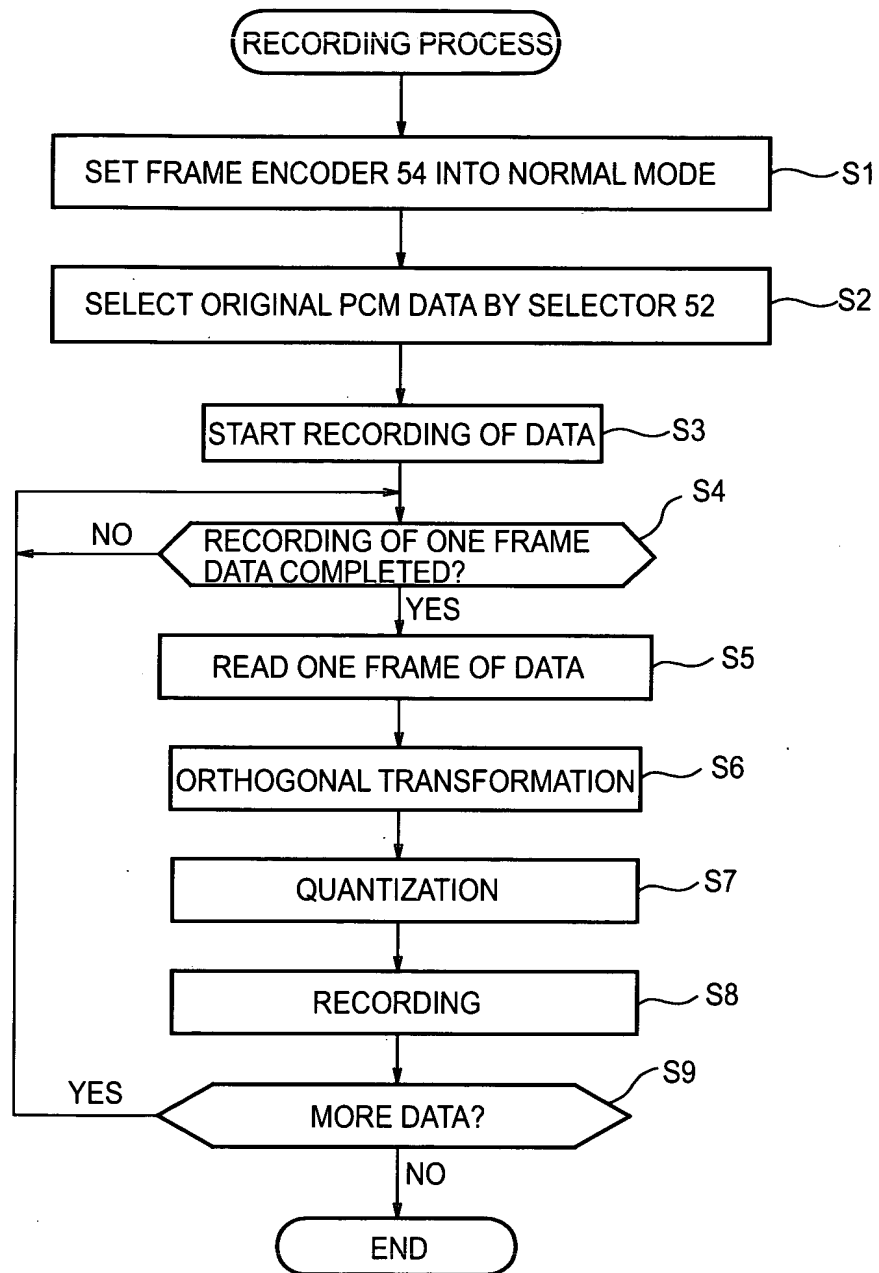 RECORDING PROCESS
SET FRAME ENCODER 54 INTO NORMAL MODE
S1
SELECT ORIGINAL PCM DATA BY SELECTOR 52
S2
START RECORDING OF DATA
S3
S4
NO
RECORDING OF ONE FRAME
DATA COMPLETED?
YES
READ ONE FRAME OF DATA
S5
ORTHOGONAL TRANSFORMATION
S6
QUANTIZATION
S7
RECORDING
S8
S9
YES
MORE DATA?
NO
END